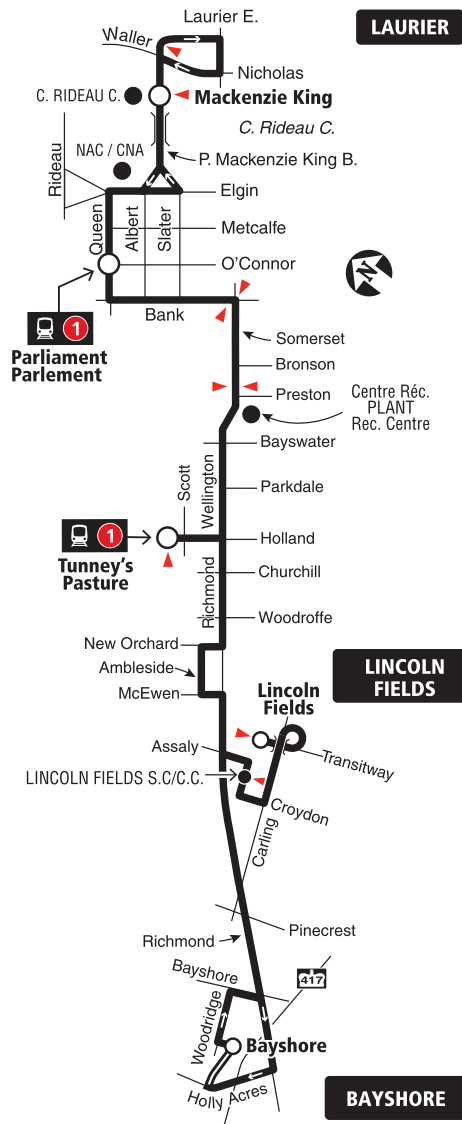 Laurier E.
LAURIER
Waller
Nicholas
C. RIDEAU C.
Mackenzie King
C. Rideau C.
NAC / CNA
P. Mackenzie King B.
Rideau
Elgin
Queen
Albert
Slater
Metcalfe
O'Connor
N
Bank
1
Parliament
Parlement
Somerset
Bronson
Preston
Centre Réc.
PLANT
Rec. Centre
Bayswater
Scott
Wellington
Parkdale
1
Tunney's
Pasture
Holland
Richmond
Churchill
Woodroffe
New Orchard
Ambleside
McEwen
LINCOLN
FIELDS
Lincoln
Fields
Assaly
Transitway
LINCOLN FIELDS S.C/C.C.
Croydon
Carling
Pinecrest
Richmond
Bayshore
417
Woodridge
Bayshore
Holly Acres
BAYSHORE